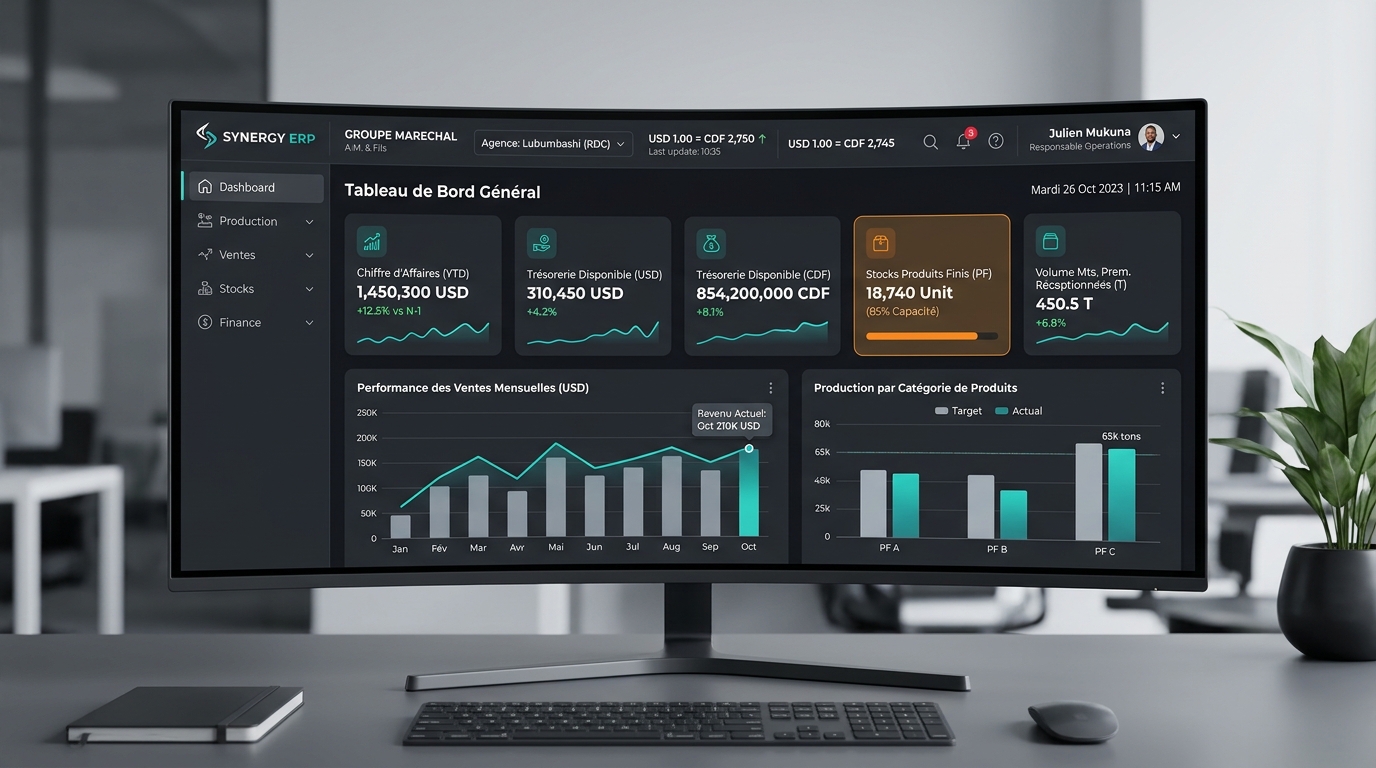 SYNERGY ERP
GROUPE MARECHAL
A.M. & Fils
Agence: Lubumbashi (RDC)
USD 1.00 = CDF 2,750 ↑
Last update: 10:35
USD 1.00 = CDF 2,745
3
Julien Mukuna
Responsable Gperations
Dashboard
Production
Ventes
Stocks
Finance
Tableau de Bord Général
Mardi 26 Oct 2023 | 11:15 AM
Chiffre d'Affaires (YTD)
1,450,300 USD
+12.5% vs N-1
Trésorerie Disponible (USD)
310,450 USD
+4.2%
Trésorerie Disponible (CDF)
854,200,000 CDF
+8.1%
Stocks Produits Finis (PF)
18,740 Unit
(85% Capacité)
Volume Mts, Prem.
Récsptionnées (T)
450.5 T
+6.8%
Performance des Ventes Mensuelles (USD)
250K
200K
150K
100K
50K
0
Revenu Actuel:
Oct 210K USD
Jan Fév Mar Avr Mai Jun Jul Aug Sep Oct
Production par Catégorie de Produits
Target Actual
80k
65k
46k
25k
0
65k tons
PF A PF B PF C